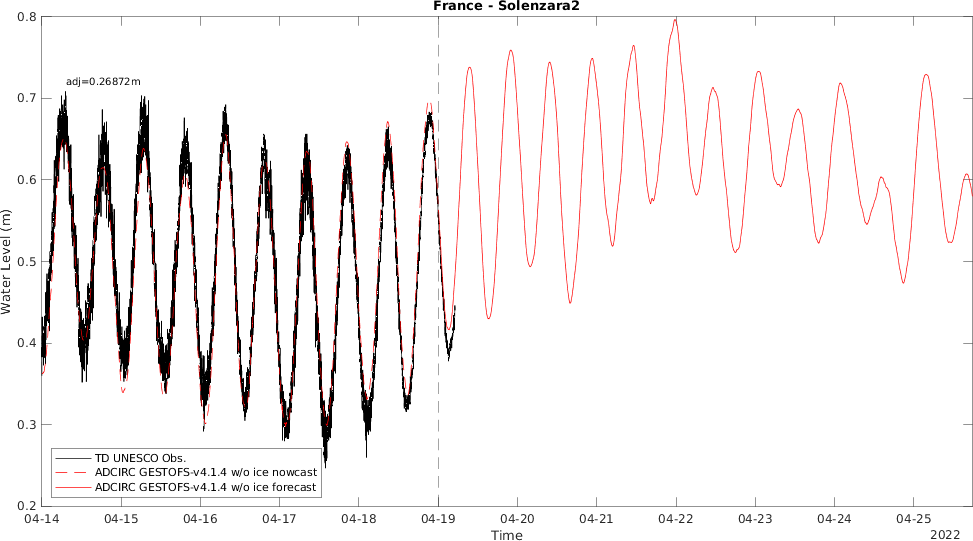 France - Solenzara2
adj=0.26872m
0.8
0.7
0.6
0.5
0.4
0.3
0.2
Water Level (m)
TD UNESCO Obs.
ADCIRC GESTOFS-v4.1.4 w/o ice nowcast
ADCIRC GESTOFS-v4.1.4 w/o ice forecast
04-14 04-15 04-16 04-17 04-18 04-19 04-20 04-21 04-22 04-23 04-24 04-25
Time
2022